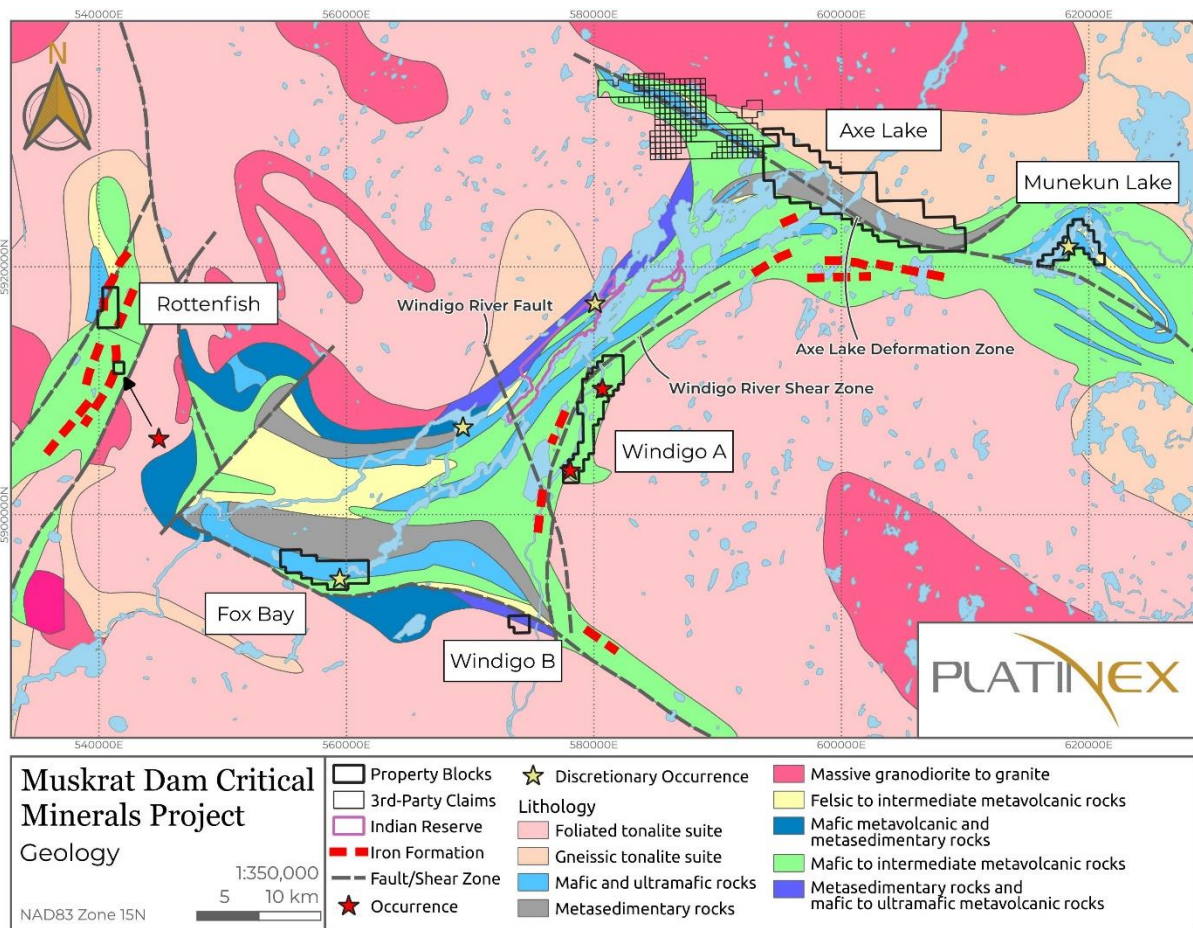 540000E
560000E
580000E
600000E
620000E
N
Axe Lake
Munekun Lake
5920000N
5920000N
Rottenfish
Windigo River Fault
Axe Lake Deformation Zone
Windigo River Shear Zone
Windigo A
5900000N
5900000N
Fox Bay
Windigo B
PLATINEX
540000E
560000E
580000E
600000E
620000E
Muskrat Dam Critical
Minerals Project
Geology
1:350,000
5 10 km
NAD83 Zone 15N
Property Blocks
3rd-Party Claims
Indian Reserve
Iron Formation
Fault/Shear Zone
Occurrence
Discretionary Occurrence
Lithology
Foliated tonalite suite
Gneissic tonalite suite
Mafic and ultramafic rocks
Metasedimentary rocks
Massive granodiorite to granite
Felsic to intermediate metavolcanic rocks
Mafic metavolcanic and
metasedimentary rocks
Mafic to intermediate metavolcanic rocks
Metasedimentary rocks and
mafic to ultramafic metavolcanic rocks